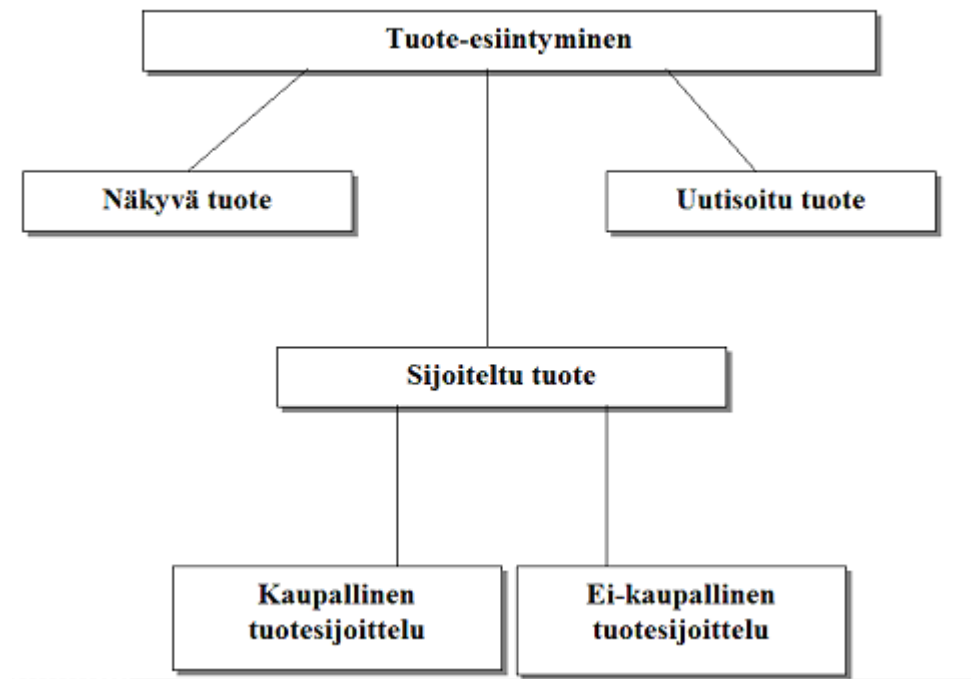 Tuote-esiintyminen
Näkyvä tuote
Uutisoitu tuote
Sijoiteltu tuote
Kaupallinen
tuotesijoittelu
Ei-kaupallinen
tuotesijoittelu